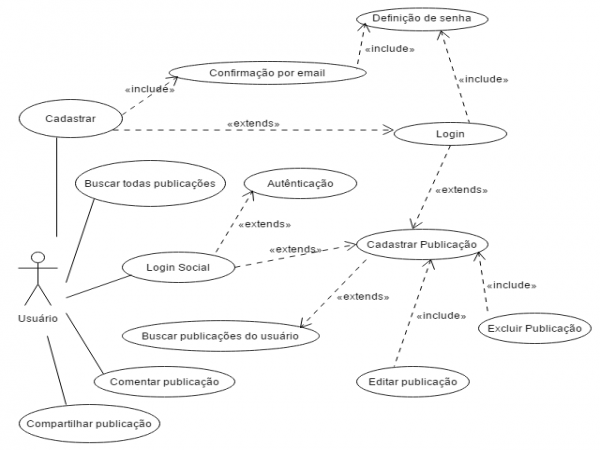 Definição de senha
«include»
Confirmação por email
«include»
«include»
Cadastrar
«extends»
Login
Buscar todas publicações
Autênticação
«extends»
«extends»
Cadastrar Publicação
«extends»
Login Social
«include»
«extends»
Usuário
«include»
Excluir Publicação
Buscar publicações do usuário
Comentar publicação
Editar publicação
Compartilhar publicação